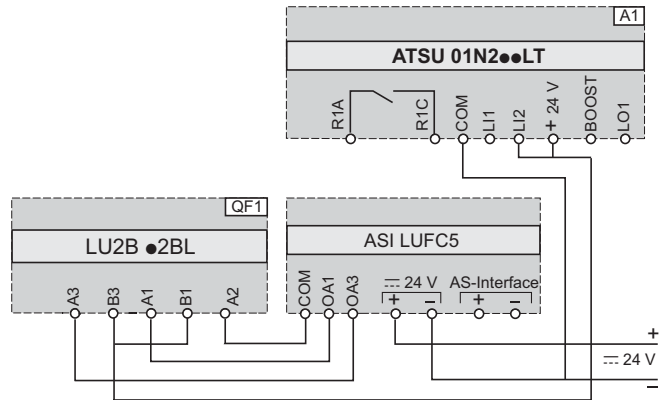 A1
ATSU 01N2●●LT
R1A R1C COM LI1 LI2 + 24 V BOOST LO1
QF1
LU2B ●2BL
ASI LUFC5
A3 B3 A1 B1 A2
COM OA1 OA3
⎓ 24 V AS-Interface
+ − + −
+
⎓ 24 V
−